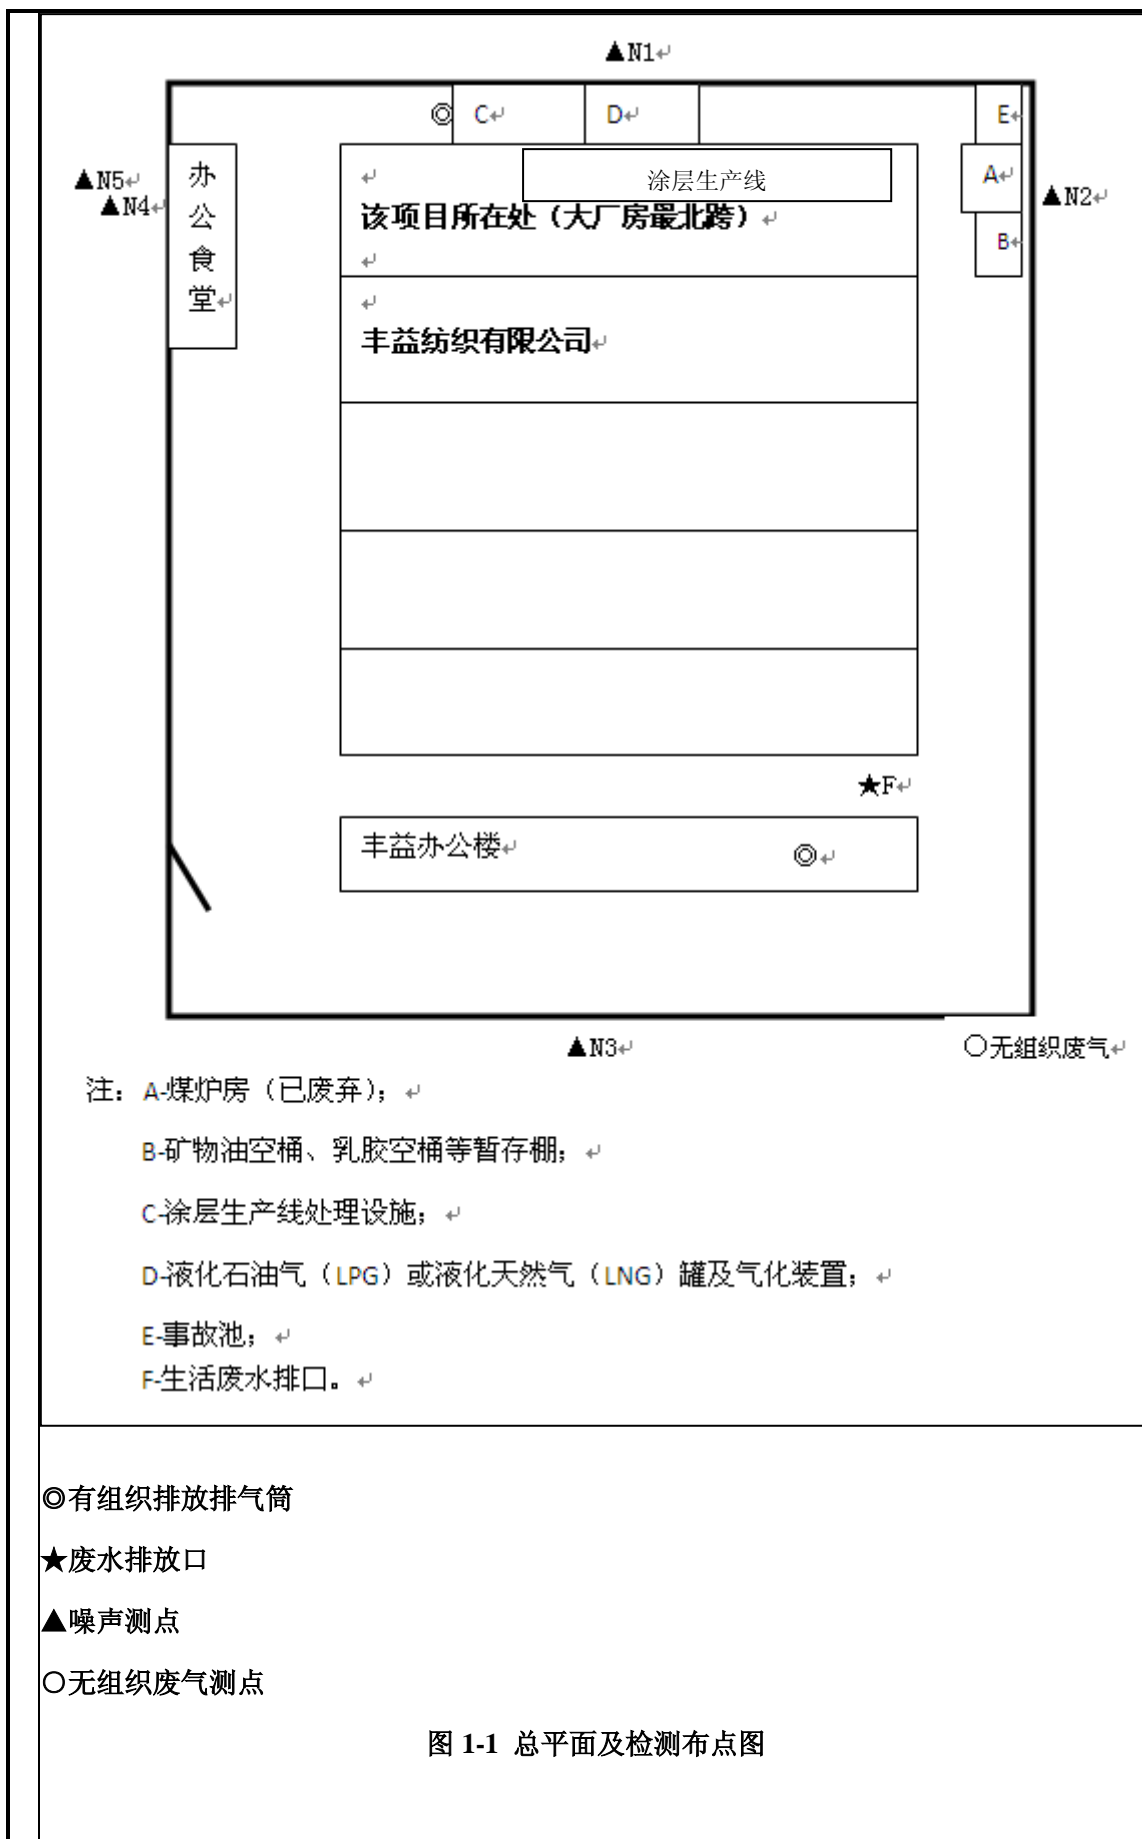 ▲N1
◎ C D E
▲N5
▲N4
办公食堂
涂层生产线
A
▲N2
该项目所在处（大厂房最北跨）
B
丰益纺织有限公司
★F
丰益办公楼
◎
▲N3
○无组织废气
注：A-煤炉房（已废弃）；
B-矿物油空桶、乳胶空桶等暂存棚；
C-涂层生产线处理设施；
D-液化石油气（LPG）或液化天然气（LNG）罐及气化装置；
E-事故池；
F-生活废水排口。
◎有组织排放排气筒
★废水排放口
▲噪声测点
○无组织废气测点
图 1-1 总平面及检测布点图